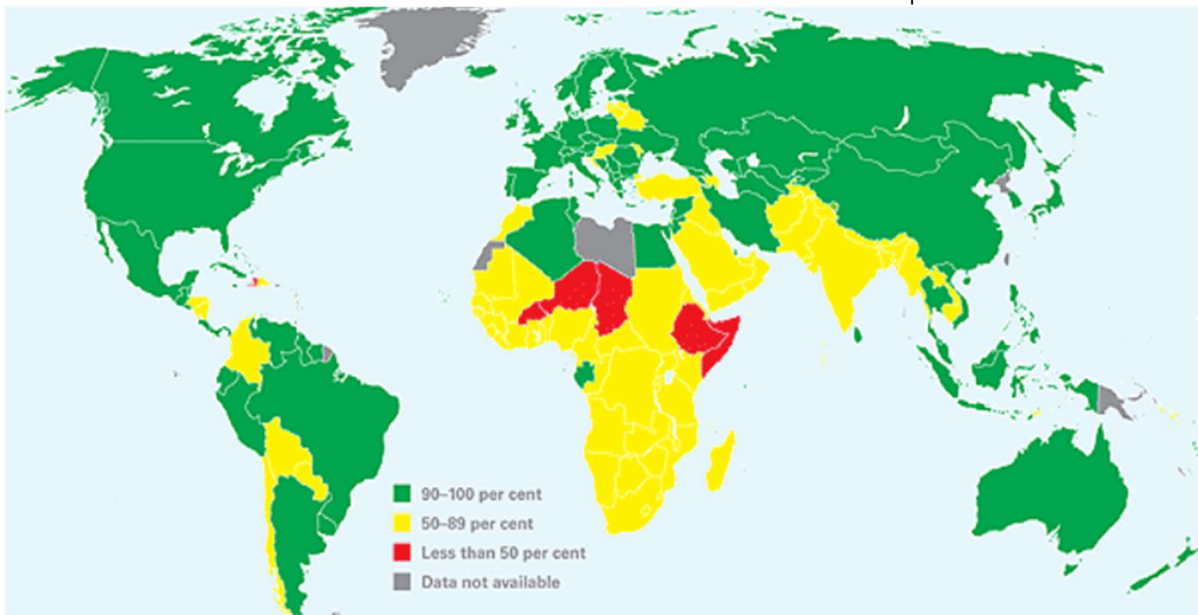 90–100 per cent
50–89 per cent
Less than 50 per cent
Data not available